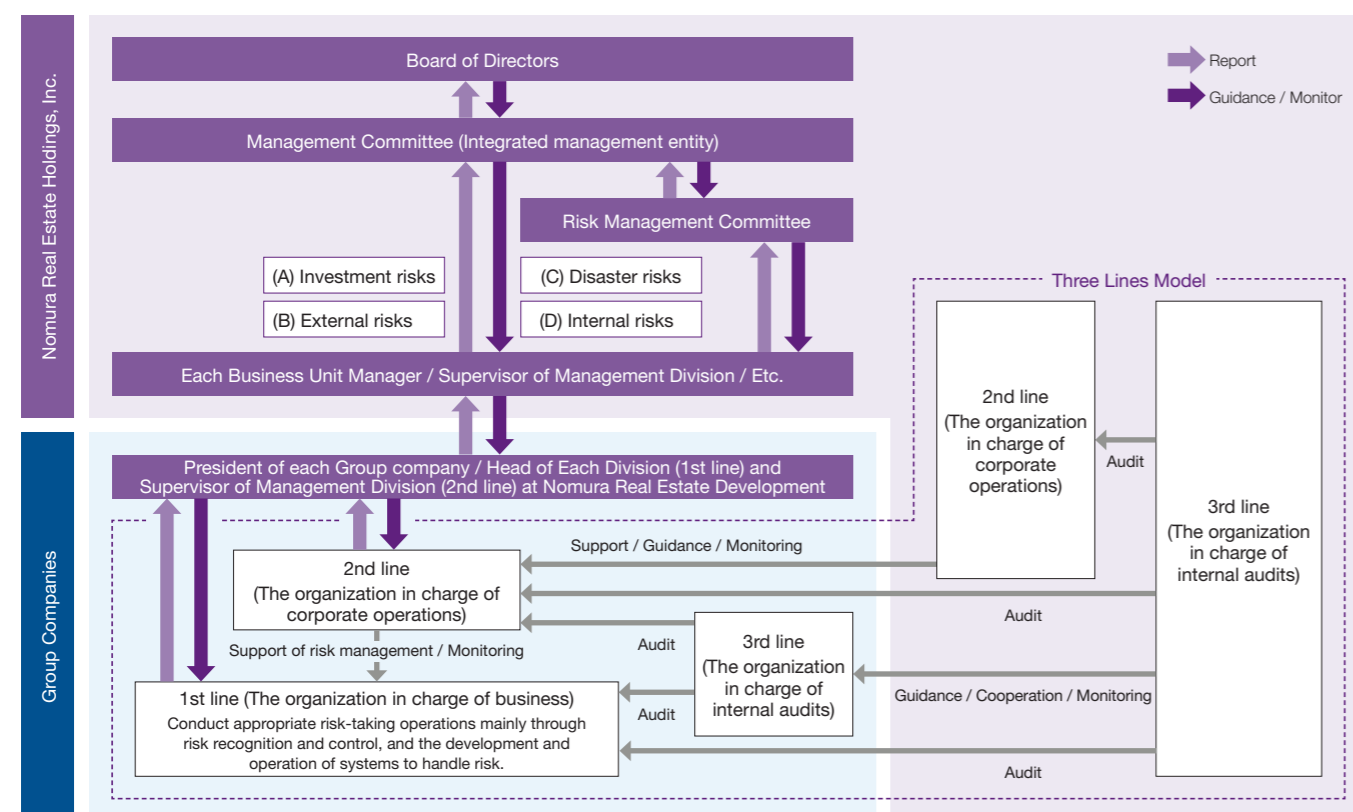 Nomura Real Estate Holdings, Inc.
Board of Directors
Report
Guidance / Monitor
Management Committee (Integrated management entity)
Risk Management Committee
(A) Investment risks
(C) Disaster risks
(B) External risks
(D) Internal risks
Each Business Unit Manager / Supervisor of Management Division / Etc.
Three Lines Model
2nd line
(The organization
in charge of
corporate
operations)
Audit
3rd line
(The organization
in charge of
internal audits)
Group Companies
President of each Group company / Head of Each Division (1st line) and
Supervisor of Management Division (2nd line) at Nomura Real Estate Development
Support / Guidance / Monitoring
2nd line
(The organization in charge of
corporate operations)
Audit
Audit
Support of risk management / Monitoring
3rd line
(The organization
in charge of
internal audits)
Guidance / Cooperation / Monitoring
1st line (The organization in charge of business)
Conduct appropriate risk-taking operations mainly through
risk recognition and control, and the development and
operation of systems to handle risk.
Audit
Audit